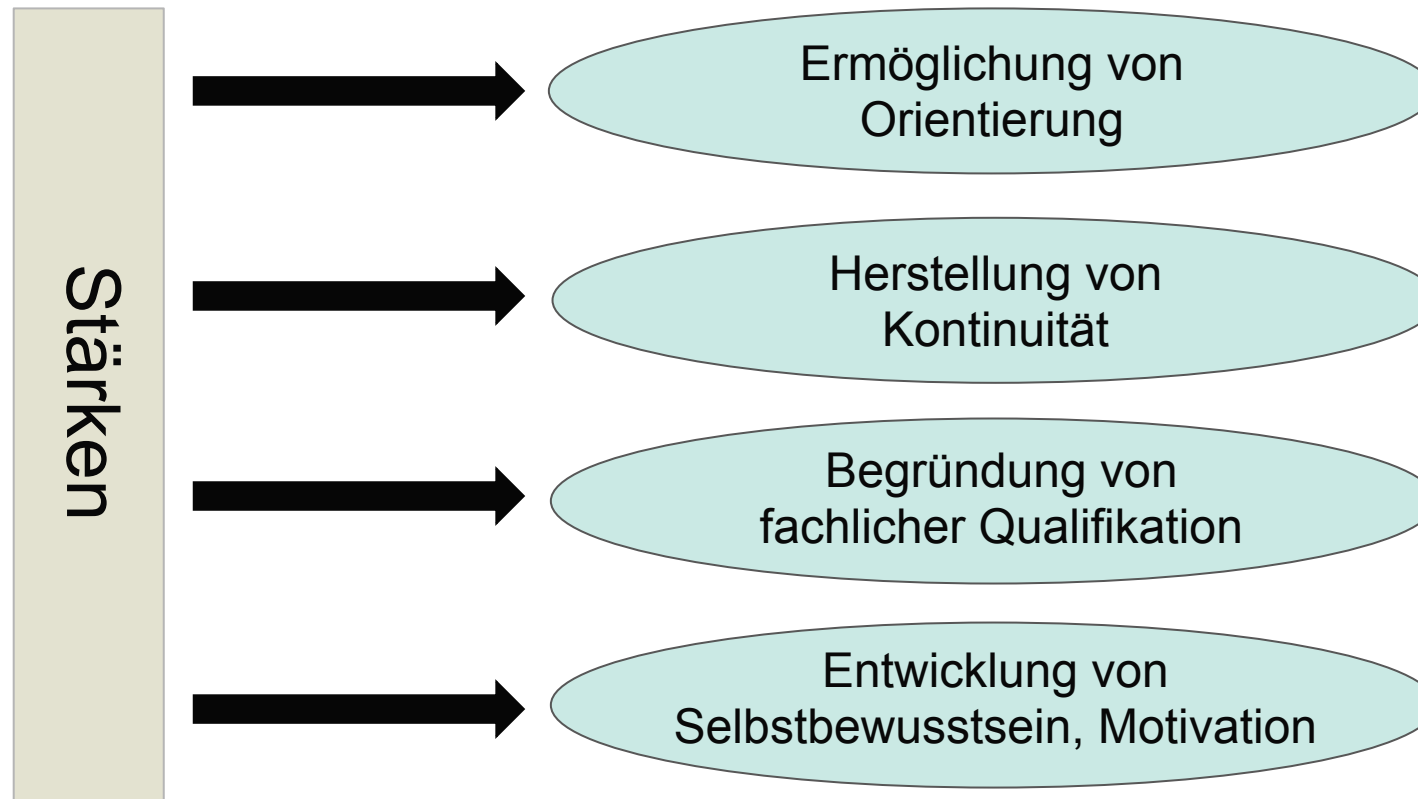 Stärken
Ermöglichung von
Orientierung
Herstellung von
Kontinuität
Begründung von
fachlicher Qualifikation
Entwicklung von
Selbstbewusstsein, Motivation